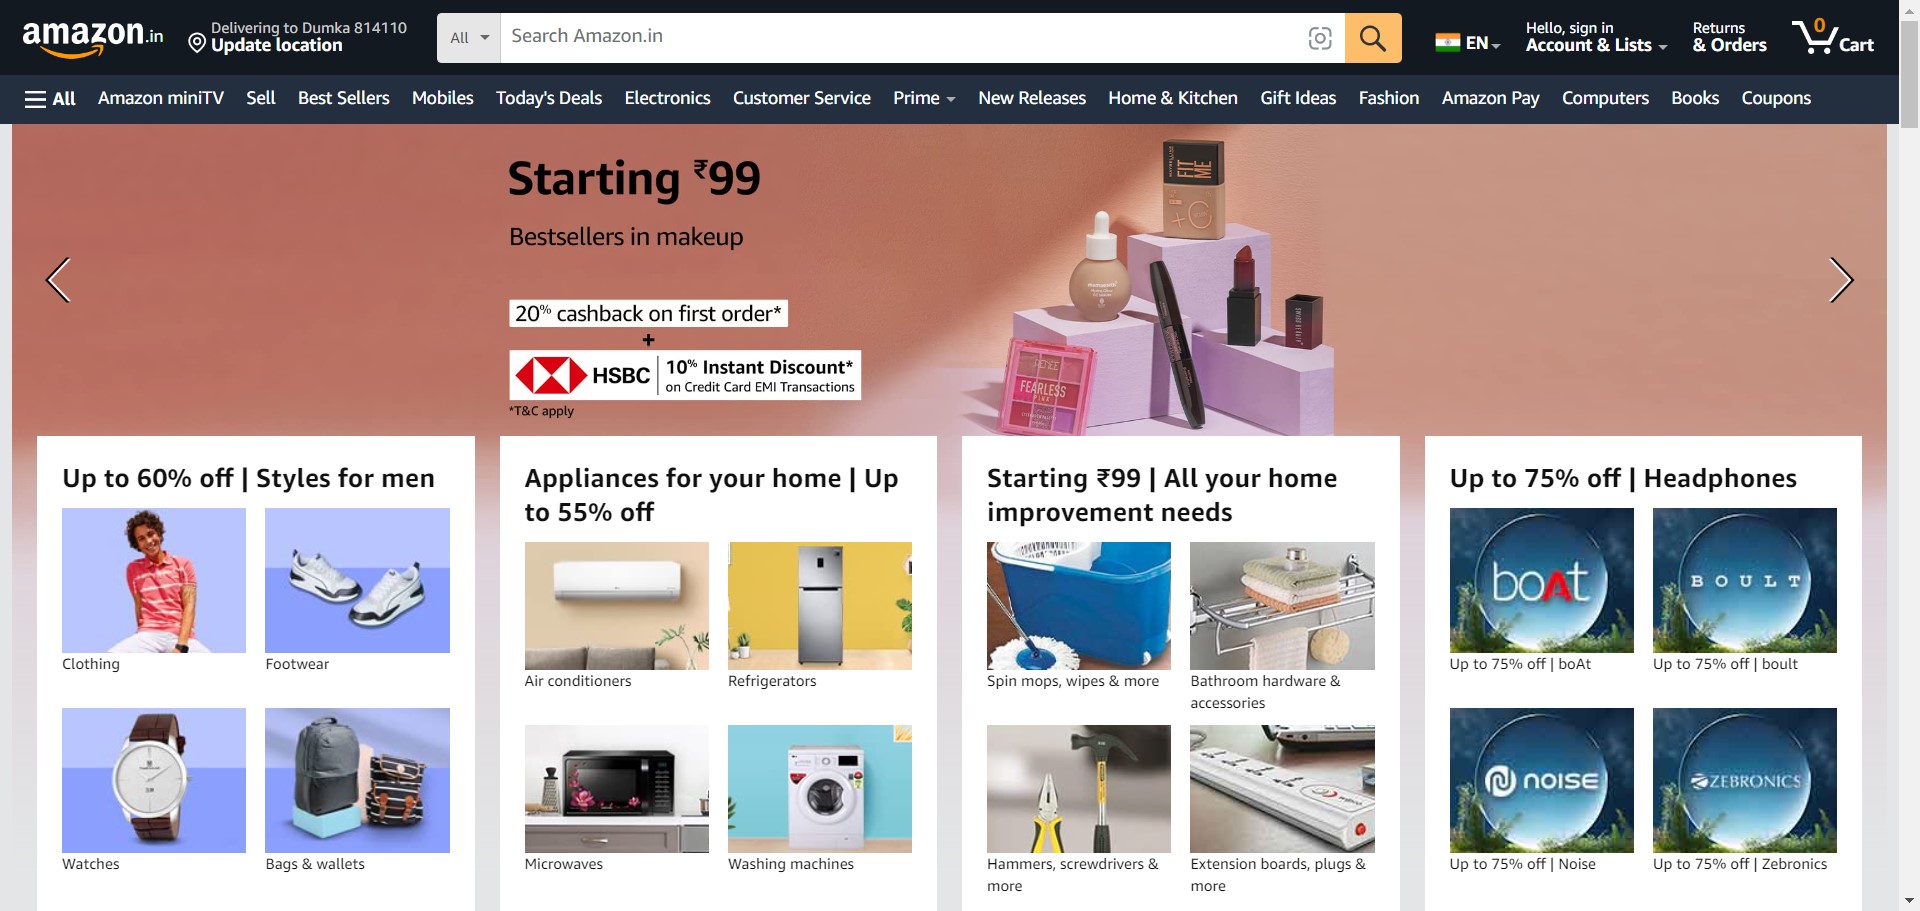 amazon.in
Delivering to Dumka 814110
Update location
All
Search Amazon.in
EN
Hello, sign in
Account & Lists
Returns
& Orders
0
Cart
All
Amazon miniTV
Sell
Best Sellers
Mobiles
Today's Deals
Electronics
Customer Service
Prime
New Releases
Home & Kitchen
Gift Ideas
Fashion
Amazon Pay
Computers
Books
Coupons
Starting ₹99
Bestsellers in makeup
20% cashback on first order*
+
HSBC
10% Instant Discount*
on Credit Card EMI Transactions
*T&C apply
FIT
ME
FEARLESS
PINK
Up to 60% off | Styles for men
Clothing
Footwear
Watches
Bags & wallets
Appliances for your home | Up
to 55% off
Air conditioners
Refrigerators
Microwaves
Washing machines
Starting ₹99 | All your home
improvement needs
Spin mops, wipes & more
Bathroom hardware &
accessories
Hammers, screwdrivers &
more
Extension boards, plugs &
more
Up to 75% off | Headphones
boAt
Up to 75% off | boAt
BOULT
Up to 75% off | boult
NOISE
Up to 75% off | Noise
ZEBRONICS
Up to 75% off | Zebronics